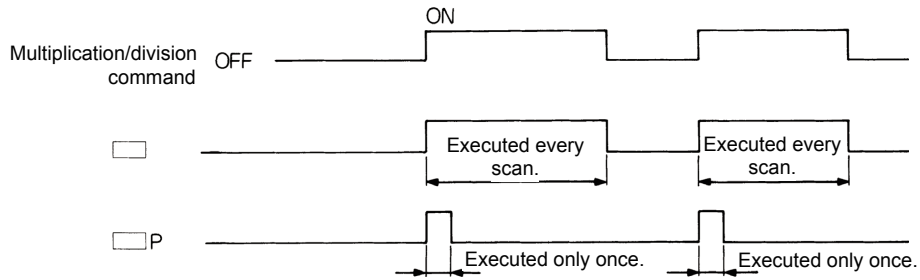 ON
Multiplication/division
command
OFF
Executed every
scan.
Executed every
scan.
P
Executed only once.
Executed only once.